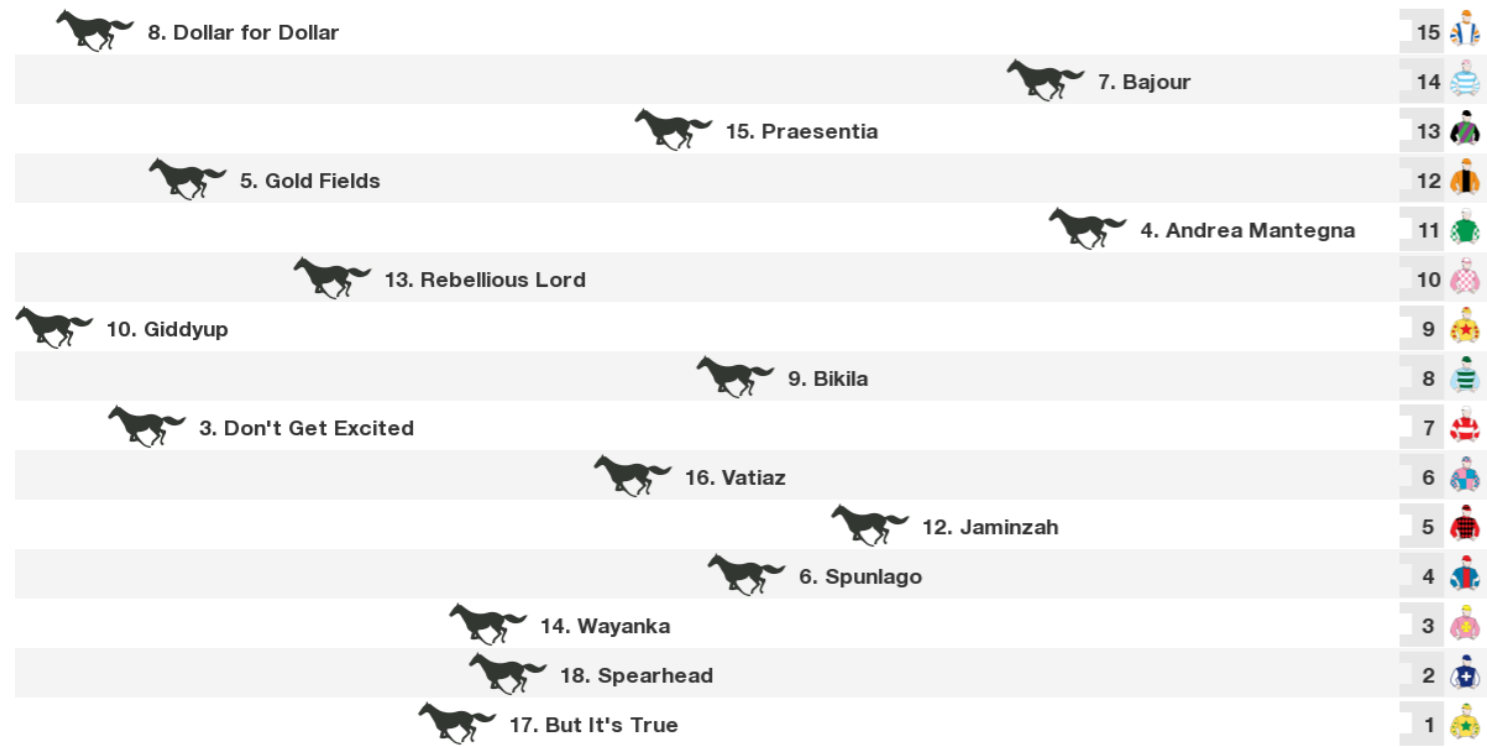 8. Dollar for Dollar 15
7. Bajour 14
15. Praesentia 13
5. Gold Fields 12
4. Andrea Mantegna 11
13. Rebellious Lord 10
10. Giddyup 9
9. Bikila 8
3. Don't Get Excited 7
16. Vatiaz 6
12. Jaminzah 5
6. Spunlago 4
14. Wayanka 3
18. Spearhead 2
17. But It's True 1